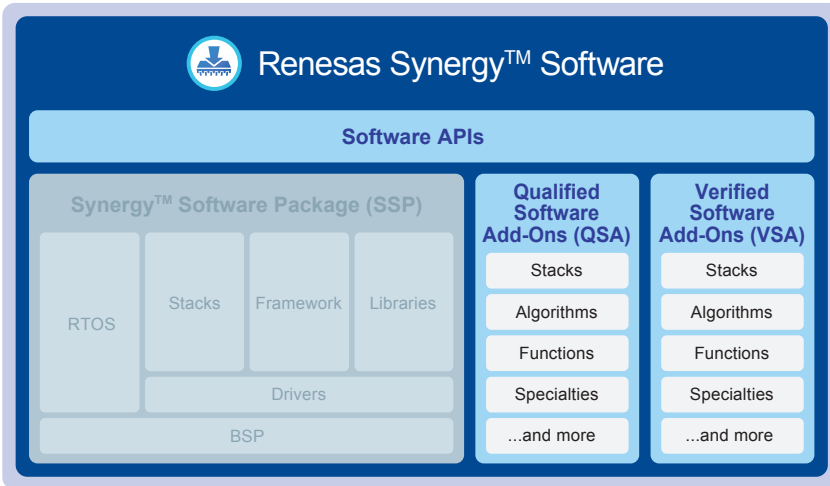 Renesas Synergy™ Software
Software APIs
Synergy™ Software Package (SSP)
RTOS
Stacks
Framework
Libraries
Drivers
BSP
Qualified
Software
Add-Ons (QSA)
Stacks
Algorithms
Functions
Specialties
...and more
Verified
Software
Add-Ons (VSA)
Stacks
Algorithms
Functions
Specialties
...and more